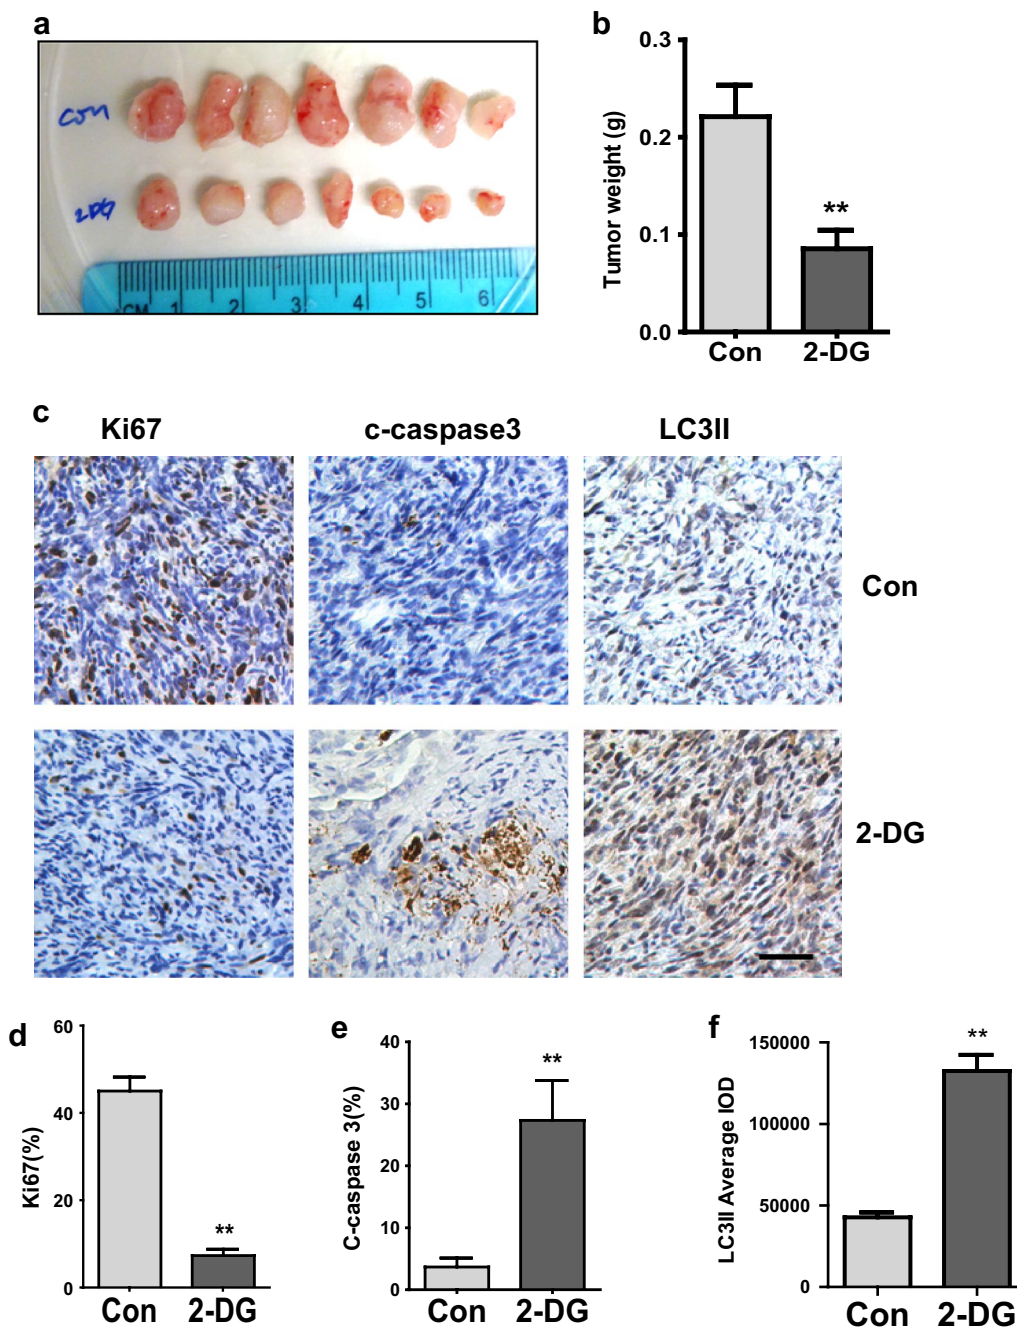 a
con
2DG
CM 1 2 3 4 5 6
b
0.3
0.2
0.1
0.0
Tumor weight (g)
**
Con 2-DG
c
Ki67 c-caspase3 LC3II
Con
2-DG
d
60
40
20
0
Ki67(%)
**
Con 2-DG
e
40
30
20
10
0
C-caspase 3(%)
**
Con 2-DG
f
150000
100000
50000
0
LC3II Average IOD
**
Con 2-DG